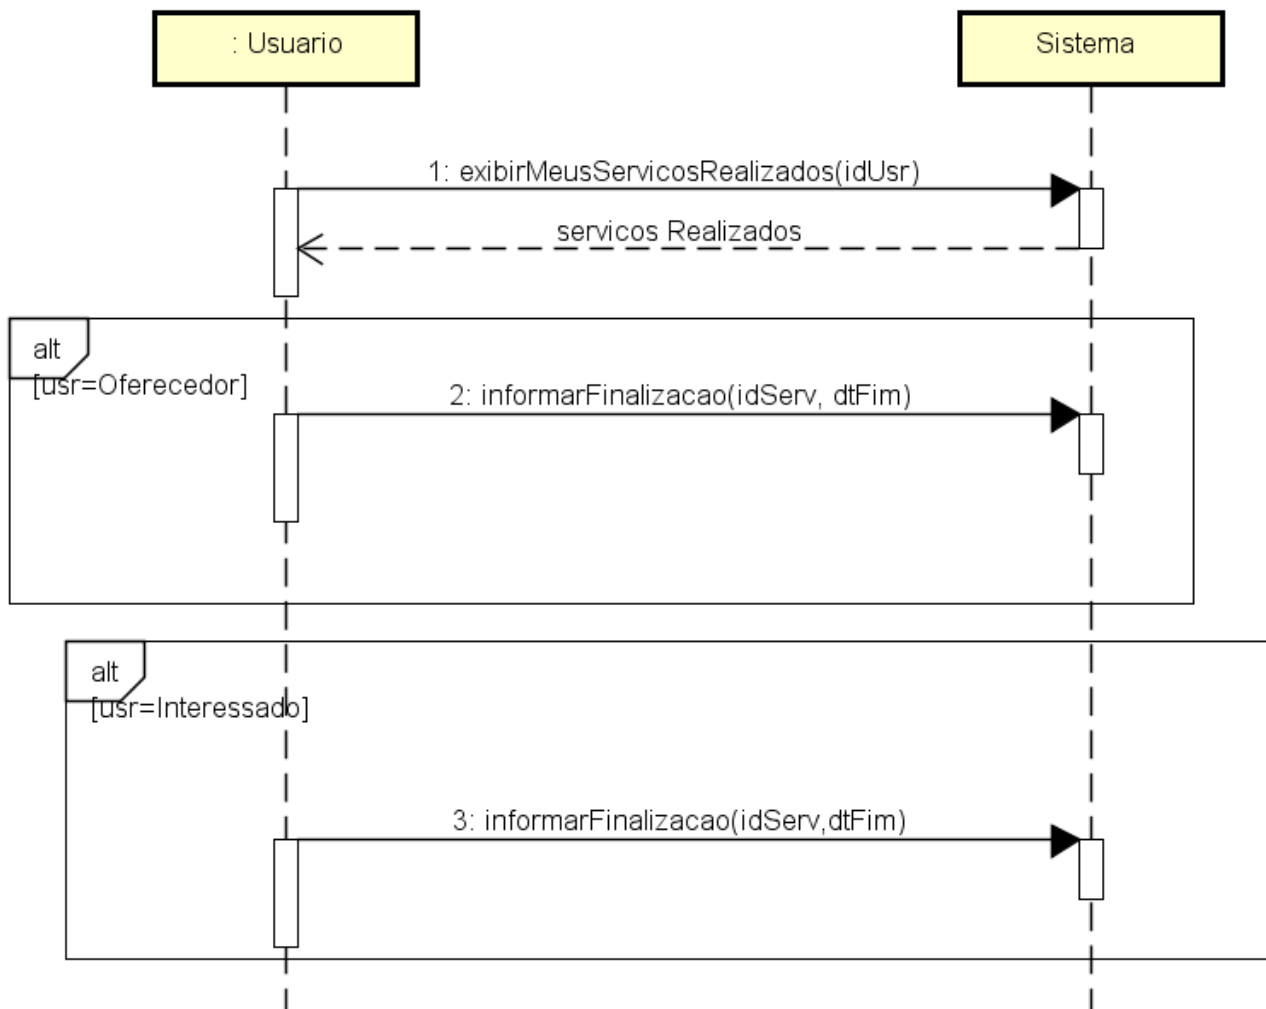 : Usuario
Sistema
1: exibirMeusServicosRealizados(idUsr)
servicos Realizados
alt
[usr=Oferecedor]
2: informarFinalizacao(idServ, dtFim)
alt
[usr=Interessado]
3: informarFinalizacao(idServ,dtFim)